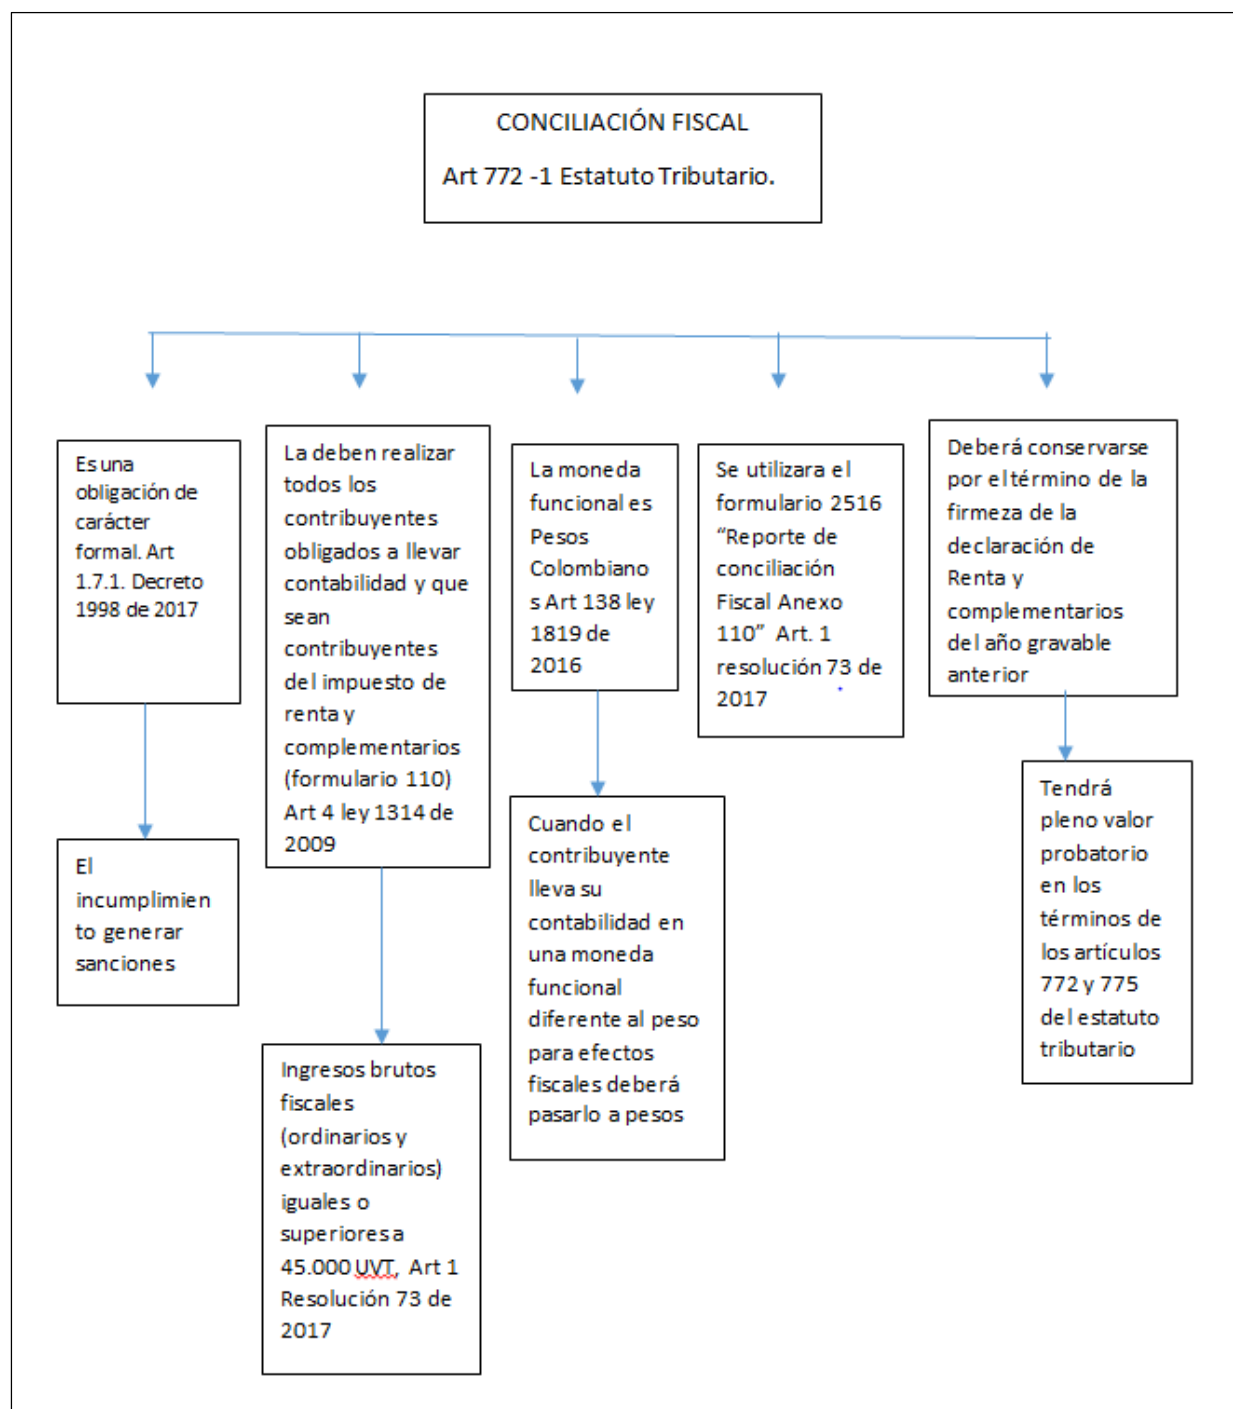 CONCILIACIÓN FISCAL
Art 772 -1 Estatuto Tributario.
Es una
obligación de
carácter
formal. Art
1.7.1. Decreto
1998 de 2017
La deben realizar
todos los
contribuyentes
obligados a llevar
contabilidad y que
sean
contribuyentes
del impuesto de
renta y
complementarios
(formulario 110)
Art 4 ley 1314 de
2009
La moneda
funcional es
Pesos
Colombiano
s Art 138 ley
1819 de
2016
Se utilizara el
formulario 2516
“Reporte de
conciliación
Fiscal Anexo
110” Art. 1
resolución 73 de
2017
Deberá conservarse
por el término de la
firmeza de la
declaración de
Renta y
complementarios
del año gravable
anterior
El
incumplimien
to generar
sanciones
Ingresos brutos
fiscales
(ordinarios y
extraordinarios)
iguales o
superiores a
45.000 UVT, Art 1
Resolución 73 de
2017
Cuando el
contribuyente
lleva su
contabilidad en
una moneda
funcional
diferente al peso
para efectos
fiscales deberá
pasarlo a pesos
Tendrá
pleno valor
probatorio
en los
términos de
los artículos
772 y 775
del estatuto
tributario